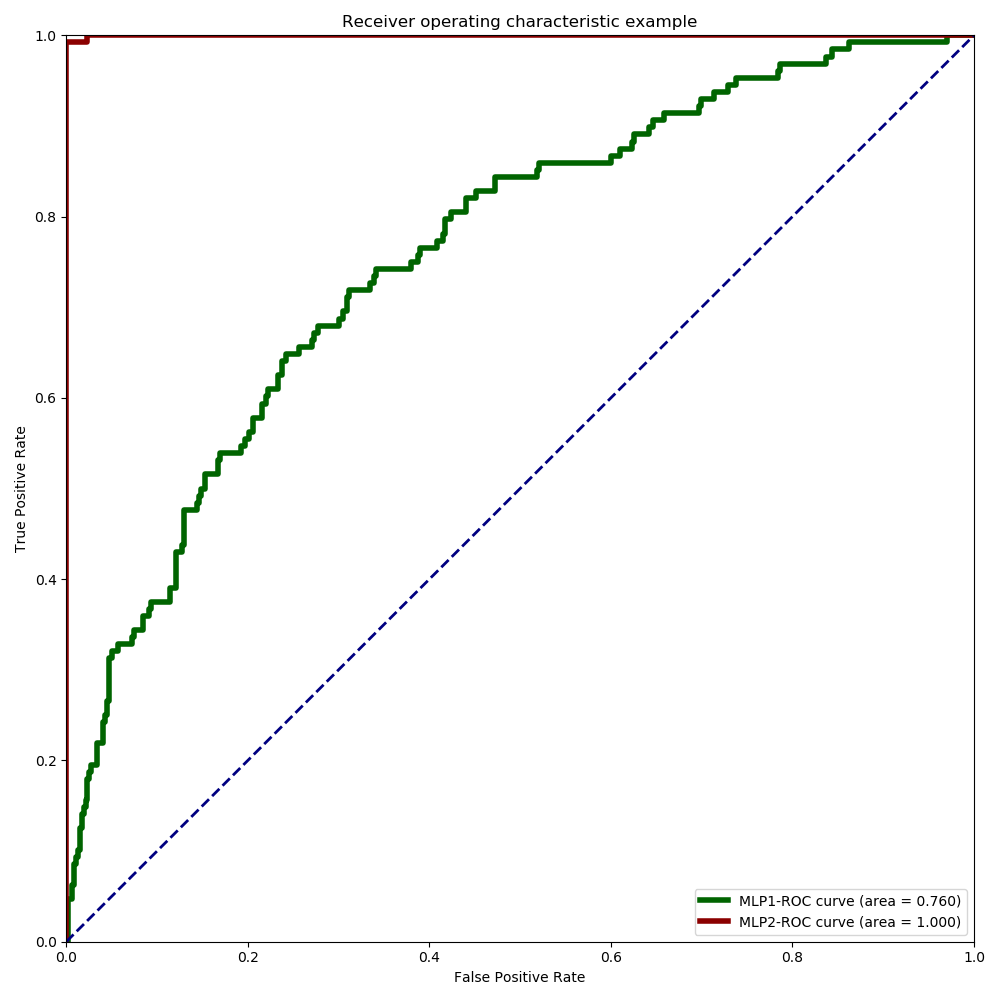 Receiver operating characteristic example
1.0
0.8
0.6
0.4
0.2
0.0
True Positive Rate
0.0 0.2 0.4 0.6 0.8 1.0
False Positive Rate
MLP1-ROC curve (area = 0.760)
MLP2-ROC curve (area = 1.000)